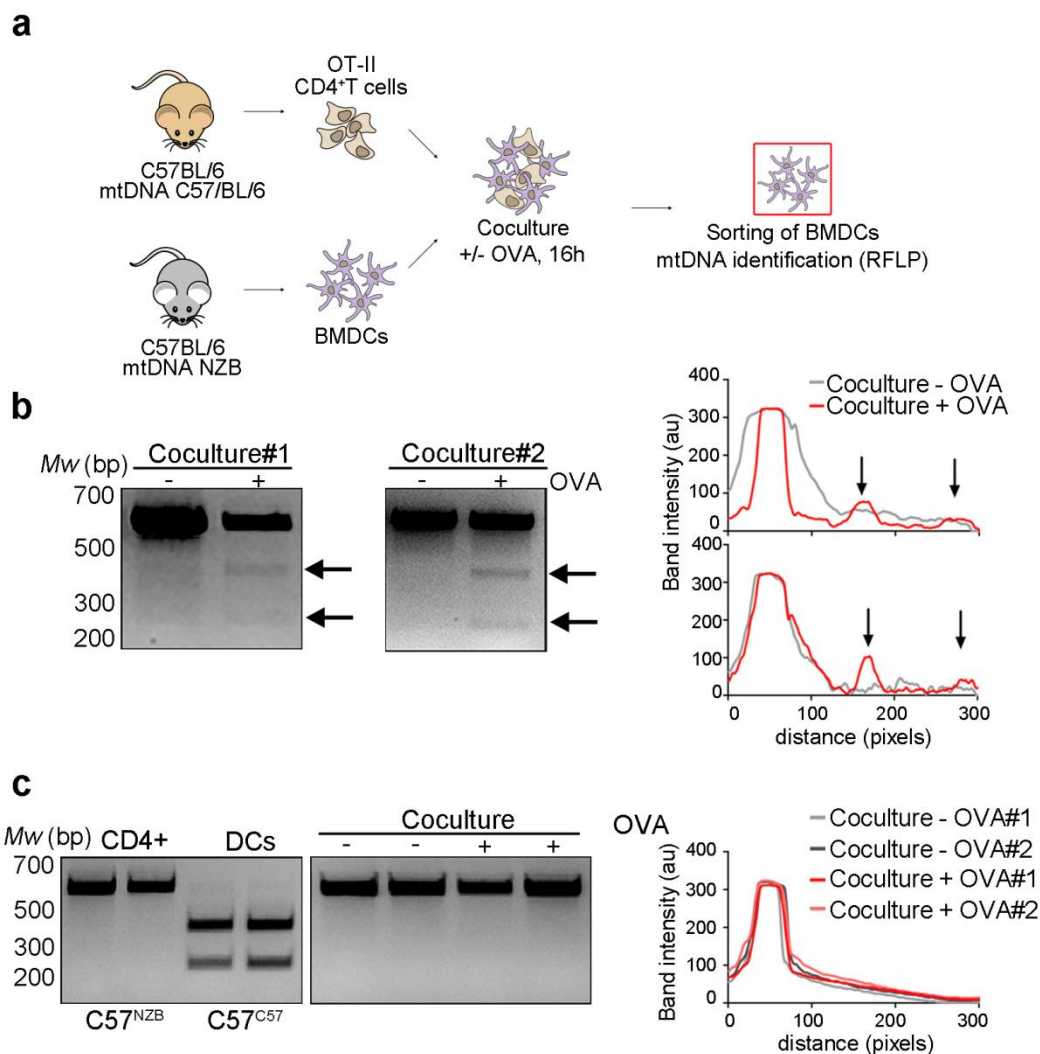 a
OT-II
CD4+T cells
C57BL/6
mtDNA C57/BL/6
Coculture
+/- OVA, 16h
Sorting of BMDCs
mtDNA identification (RFLP)
C57BL/6
mtDNA NZB
BMDCs
b
Mw (bp)
Coculture#1
- +
700
500
300
200
Coculture#2
- + OVA
Coculture - OVA
Coculture + OVA
Band intensity (au)
400
300
200
100
0
400
300
200
100
0
0 100 200 300
distance (pixels)
c
Mw (bp)
CD4+ DCs
700
500
300
200
C57NZB C57C57
Coculture
- - + + OVA
Coculture - OVA#1
Coculture - OVA#2
Coculture + OVA#1
Coculture + OVA#2
Band intensity (au)
400
300
200
100
0
0 100 200 300
distance (pixels)